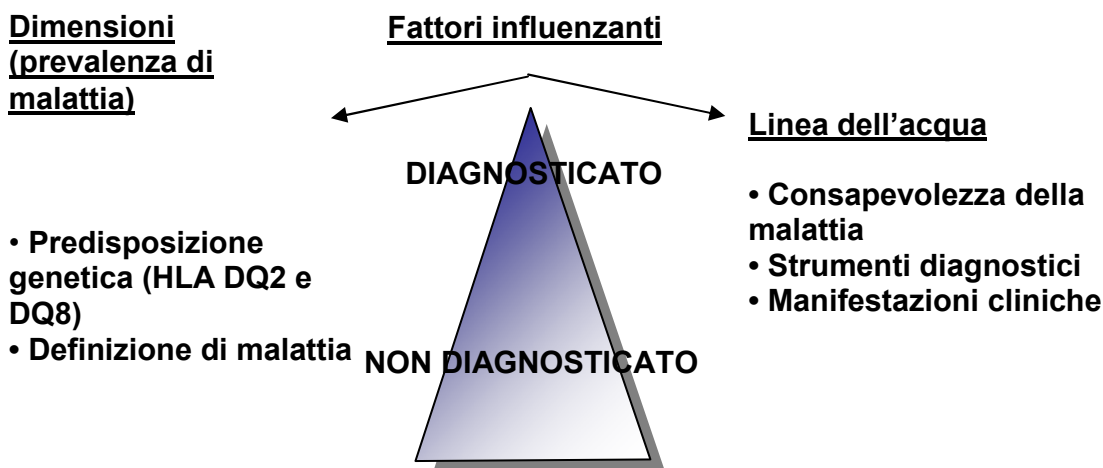 Dimensioni
(prevalenza di
malattia)
Fattori influenzanti
Linea dell'acqua
DIAGNOSTICATO
• Predisposizione
genetica (HLA DQ2 e
DQ8)
• Definizione di malattia
• Consapevolezza della
malattia
• Strumenti diagnostici
• Manifestazioni cliniche
NON DIAGNOSTICATO